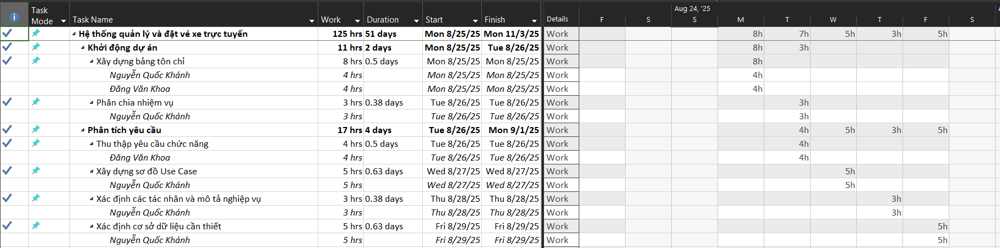 Aug 24, '25
Task Mode Task Name Work Duration Start Finish Details F S S M T W T F S
Hệ thống quản lý và đặt vé xe trực tuyến 125 hrs 51 days Mon 8/25/25 Mon 11/3/25 Work 8h 7h 5h 3h 5h
Khởi động dự án 11 hrs 2 days Mon 8/25/25 Tue 8/26/25 Work 8h 3h
Xây dựng bảng tôn chỉ 8 hrs 0.5 days Mon 8/25/25 Mon 8/25/25 Work 8h
Nguyễn Quốc Khánh 4 hrs Mon 8/25/25 Mon 8/25/25 Work 4h
Đăng Văn Khoa 4 hrs Mon 8/25/25 Mon 8/25/25 Work 4h
Phân chia nhiệm vụ 3 hrs 0.38 days Tue 8/26/25 Tue 8/26/25 Work 3h
Nguyễn Quốc Khánh 3 hrs Tue 8/26/25 Tue 8/26/25 Work 3h
Phân tích yêu cầu 17 hrs 4 days Tue 8/26/25 Mon 9/1/25 Work 4h 5h 3h 5h
Thu thập yêu cầu chức năng 4 hrs 0.5 days Tue 8/26/25 Tue 8/26/25 Work 4h
Đăng Văn Khoa 4 hrs Tue 8/26/25 Tue 8/26/25 Work 4h
Xây dựng sơ đồ Use Case 5 hrs 0.63 days Wed 8/27/25 Wed 8/27/25 Work 5h
Nguyễn Quốc Khánh 5 hrs Wed 8/27/25 Wed 8/27/25 Work 5h
Xác định các tác nhân và mô tả nghiệp vụ 3 hrs 0.38 days Thu 8/28/25 Thu 8/28/25 Work 3h
Nguyễn Quốc Khánh 3 hrs Thu 8/28/25 Thu 8/28/25 Work 3h
Xác định cơ sở dữ liệu cần thiết 5 hrs 0.63 days Fri 8/29/25 Fri 8/29/25 Work 5h
Nguyễn Quốc Khánh 5 hrs Fri 8/29/25 Fri 8/29/25 Work 5h